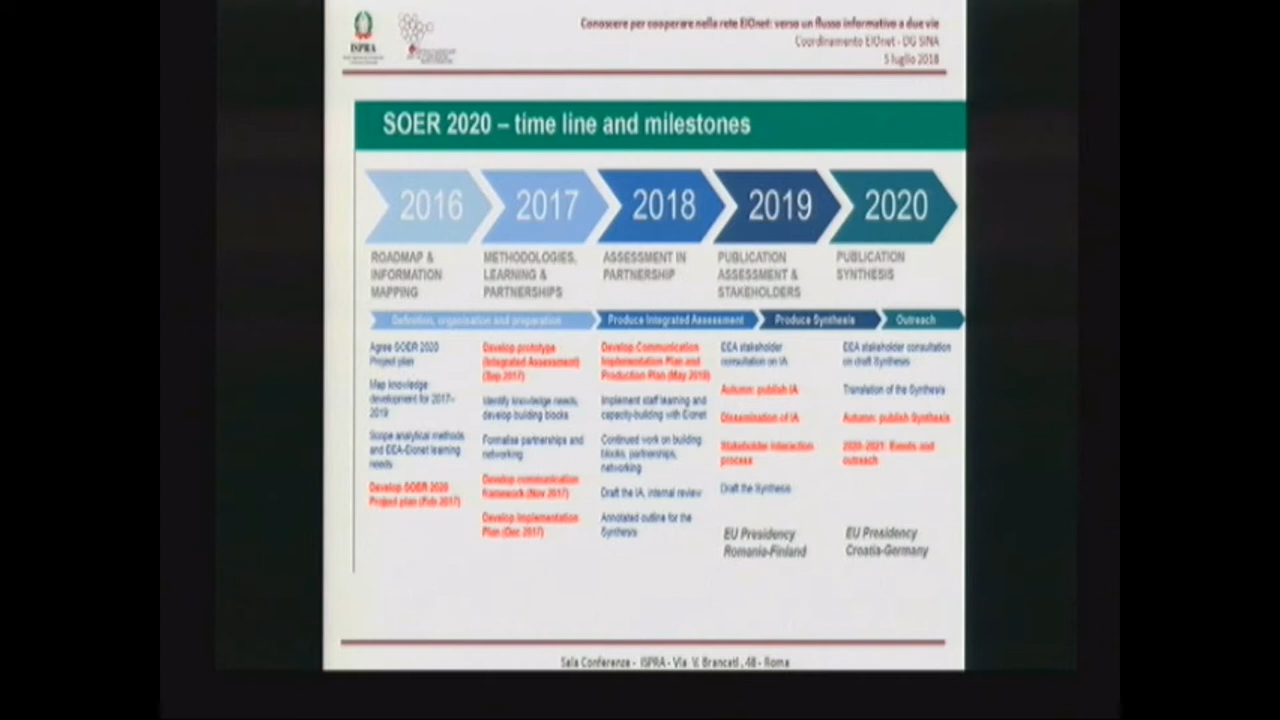 Conoscere per cooperare nella rete EIOnet: verso un flusso informativo a due vie
Coordinamento EIOnet - DG SINA
5 luglio 2018
ISPRA
SOER 2020 – time line and milestones
2016
2017
2018
2019
2020
ROADMAP &
INFORMATION
MAPPING
METHODOLOGIES,
LEARNING &
PARTNERSHIPS
ASSESSMENT IN
PARTNERSHIP
PUBLICATION
ASSESSMENT &
STAKEHOLDERS
PUBLICATION
SYNTHESIS
Definition, organisation and preparation
Produce Integrated Assessment
Produce Synthesis
Outreach
Agree SOER 2020
Project plan
Map knowledge
development for 2017–
2019
Scope analytical methods
and EEA-Eionet learning
needs
Develop SOER 2020
Project plan (Feb 2017)
Develop prototype
(Integrated Assessment)
(Sep 2017)
Identify knowledge needs,
develop building blocks
Formalise partnerships and
networking
Develop communication
framework (Nov 2017)
Develop Implementation
Plan (Dec 2017)
Develop Communication
Implementation Plan and
Production Plan (May 2018)
Implement staff learning and
capacity-building with Eionet
Continued work on building
blocks, partnerships,
networking
Draft the IA, internal review
Annotated outline for the
Synthesis
EEA stakeholder
consultation on IA
Autumn: publish IA
Dissemination of IA
Stakeholder interaction
process
Draft the Synthesis
EU Presidency
Romania-Finland
EEA stakeholder consultation
on draft Synthesis
Translation of the Synthesis
Autumn: publish Synthesis
2020-2021: Events and
outreach
EU Presidency
Croatia-Germany
Sala Conferenze - ISPRA - Via V. Brancati, 48 - Roma